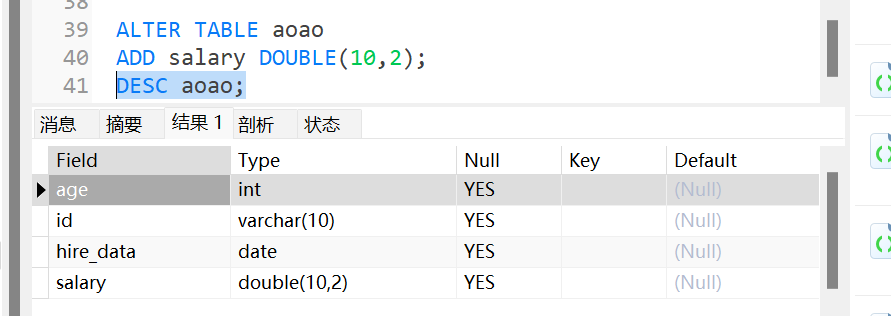 38
39 ALTER TABLE aoao
40 ADD salary DOUBLE(10,2);
41 DESC aoao;
消息 摘要 结果 1 剖析 状态
Field Type Null Key Default
age int YES (Null)
id varchar(10) YES (Null)
hire_data date YES (Null)
salary double(10,2) YES (Null)